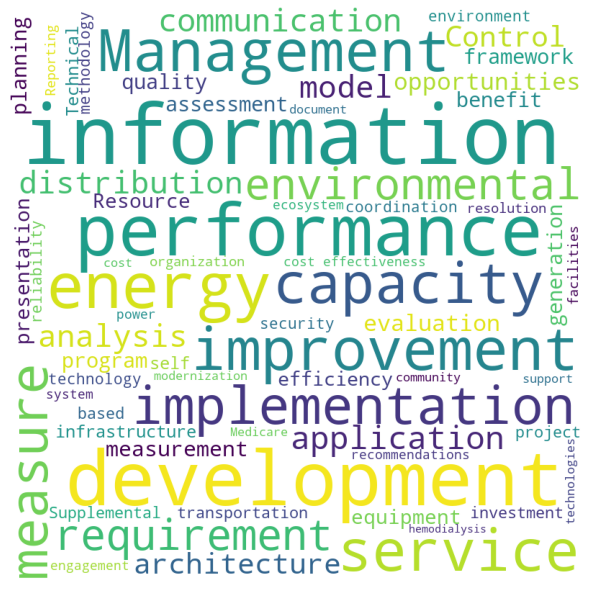 communication
environment
planning
Reporting
Technical
methodology
Management
Control
framework
quality
model
opportunities
assessment
document
benefit
information
distribution
environmental
Resource
ecosystem
coordination
resolution
presentation
reliability
performance
generation
facilities
cost
organization
cost effectiveness
energy
capacity
power
security
evaluation
analysis
improvement
program
self
technology
modernization
efficiency
community
support
system
measure
based
implementation
infrastructure
Medicare
application
project
measurement
recommendations
technologies
development
Supplemental
transportation
equipment
investment
requirement
hemodialysis
service
engagement
architecture